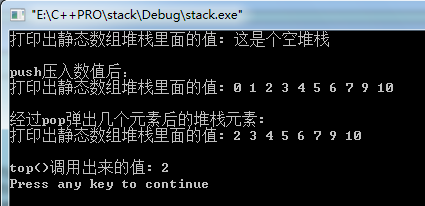 "E:\C++PRO\stack\Debug\stack.exe"
打印出静态数组堆栈里面的值：这是个空堆栈
push压入数值后：
打印出静态数组堆栈里面的值：0 1 2 3 4 5 6 7 9 10
经过pop弹出几个元素后的堆栈元素：
打印出静态数组堆栈里面的值：2 3 4 5 6 7 9 10
top()调用出来的值：2
Press any key to continue